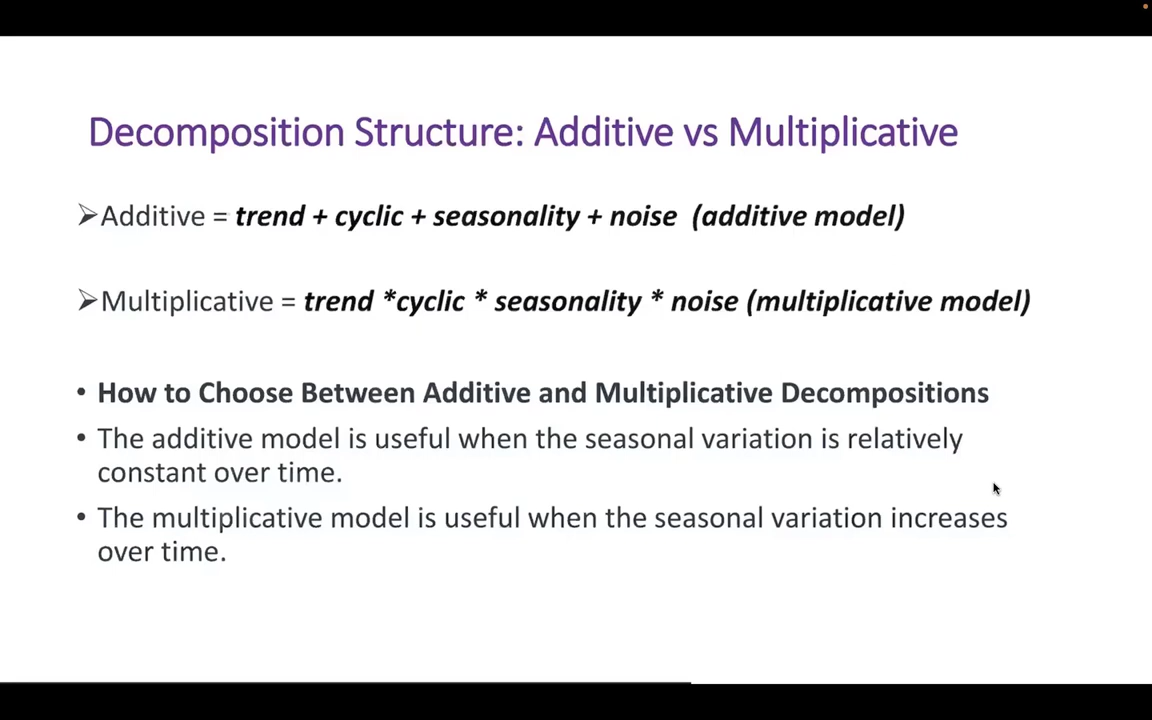 Decomposition Structure: Additive vs Multiplicative
➢Additive = trend + cyclic + seasonality + noise (additive model)
➢Multiplicative = trend *cyclic * seasonality * noise (multiplicative model)
• How to Choose Between Additive and Multiplicative Decompositions
• The additive model is useful when the seasonal variation is relatively
constant over time.
• The multiplicative model is useful when the seasonal variation increases
over time.